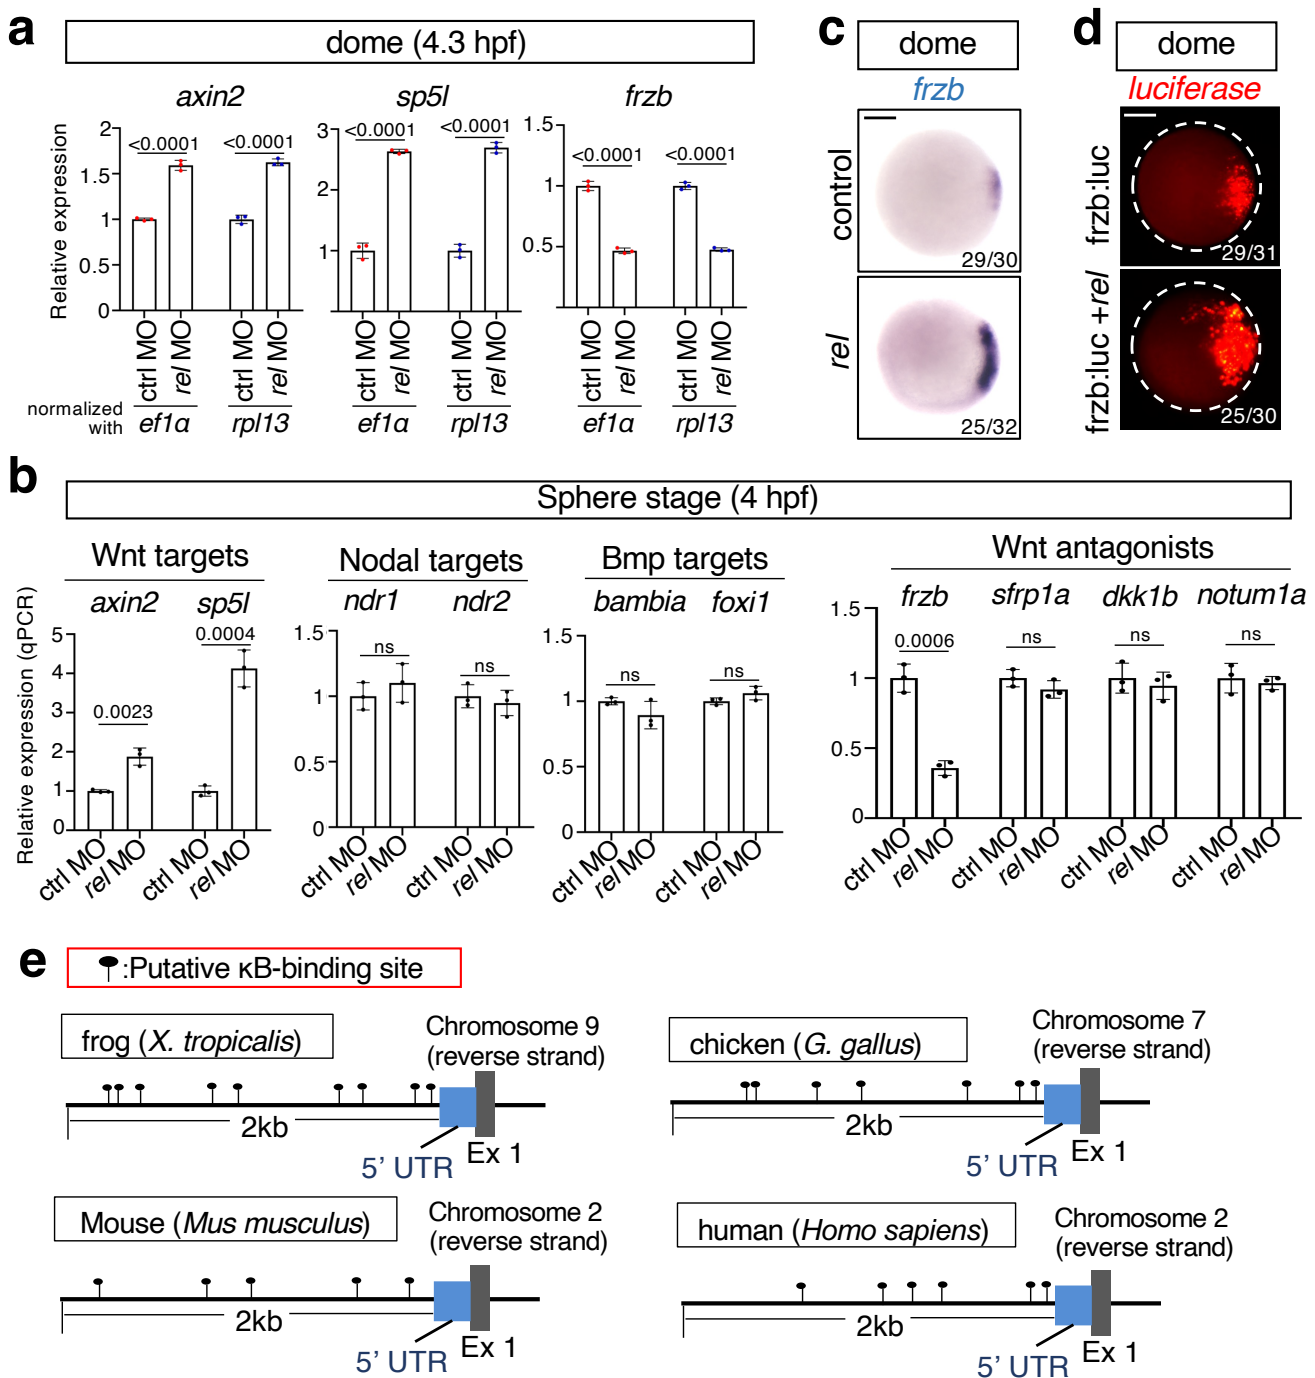 a
dome (4.3 hpf)
axin2
sp5l
frzb
Relative expression
2
1.5
1
0.5
0
<0.0001
<0.0001
3
2
1
<0.0001
<0.0001
1.5
1
0.5
<0.0001
<0.0001
ctrl MO
rel MO
ctrl MO
rel MO
ctrl MO
rel MO
ctrl MO
rel MO
ctrl MO
rel MO
ctrl MO
rel MO
normalized
with
ef1α
rpl13
ef1α
rpl13
ef1α
rpl13
c
dome
frzb
control
29/30
rel
25/32
d
dome
luciferase
frzb:luc
29/31
frzb:luc +rel
25/30
b
Sphere stage (4 hpf)
Wnt targets
axin2
sp5l
Relative expression (qPCR)
5
4
3
2
1
0
0.0023
0.0004
ctrl MO
rel MO
ctrl MO
rel MO
Nodal targets
ndr1
ndr2
1.5
1
0.5
0
ns
ns
ctrl MO
rel MO
ctrl MO
rel MO
Bmp targets
bambia
foxi1
1.5
1
0.5
0
ns
ns
ctrl MO
rel MO
ctrl MO
rel MO
Wnt antagonists
frzb
sfrp1a
dkk1b
notum1a
1.5
1
0.5
0
0.0006
ns
ns
ns
ctrl MO
rel MO
ctrl MO
rel MO
ctrl MO
rel MO
ctrl MO
rel MO
e
:Putative κB-binding site
frog (X. tropicalis)
Chromosome 9
(reverse strand)
2kb
5’ UTR
Ex 1
chicken (G. gallus)
Chromosome 7
(reverse strand)
2kb
5’ UTR
Ex 1
Mouse (Mus musculus)
Chromosome 2
(reverse strand)
2kb
5’ UTR
Ex 1
human (Homo sapiens)
Chromosome 2
(reverse strand)
2kb
5’ UTR
Ex 1